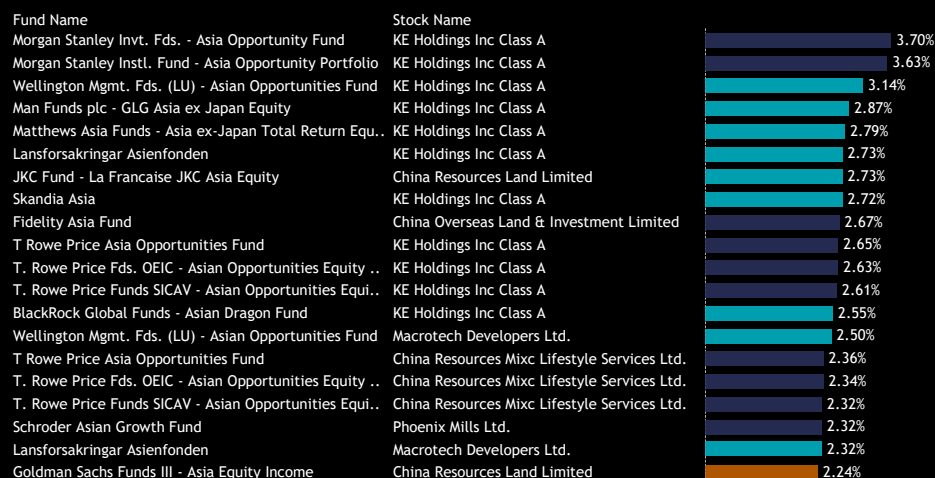 Fund Name Stock Name
Morgan Stanley Invt. Fds. - Asia Opportunity Fund KE Holdings Inc Class A 3.70%
Morgan Stanley Instl. Fund - Asia Opportunity Portfolio KE Holdings Inc Class A 3.63%
Wellington Mgmt. Fds. (LU) - Asian Opportunities Fund KE Holdings Inc Class A 3.14%
Man Funds plc - GLG Asia ex Japan Equity KE Holdings Inc Class A 2.87%
Matthews Asia Funds - Asia ex-Japan Total Return Equ.. KE Holdings Inc Class A 2.79%
Lansforsakringar Asienfonden KE Holdings Inc Class A 2.73%
JKC Fund - La Francaise JKC Asia Equity China Resources Land Limited 2.73%
Skandia Asia KE Holdings Inc Class A 2.72%
Fidelity Asia Fund China Overseas Land & Investment Limited 2.67%
T Rowe Price Asia Opportunities Fund KE Holdings Inc Class A 2.65%
T. Rowe Price Fds. OEIC - Asian Opportunities Equity .. KE Holdings Inc Class A 2.63%
T. Rowe Price Funds SICAV - Asian Opportunities Equi.. KE Holdings Inc Class A 2.61%
BlackRock Global Funds - Asian Dragon Fund KE Holdings Inc Class A 2.55%
Wellington Mgmt. Fds. (LU) - Asian Opportunities Fund Macrotech Developers Ltd. 2.50%
T Rowe Price Asia Opportunities Fund China Resources Mixc Lifestyle Services Ltd. 2.36%
T. Rowe Price Fds. OEIC - Asian Opportunities Equity .. China Resources Mixc Lifestyle Services Ltd. 2.34%
T. Rowe Price Funds SICAV - Asian Opportunities Equi.. China Resources Mixc Lifestyle Services Ltd. 2.32%
Schroder Asian Growth Fund Phoenix Mills Ltd. 2.32%
Lansforsakringar Asienfonden Macrotech Developers Ltd. 2.32%
Goldman Sachs Funds III - Asia Equity Income China Resources Land Limited 2.24%